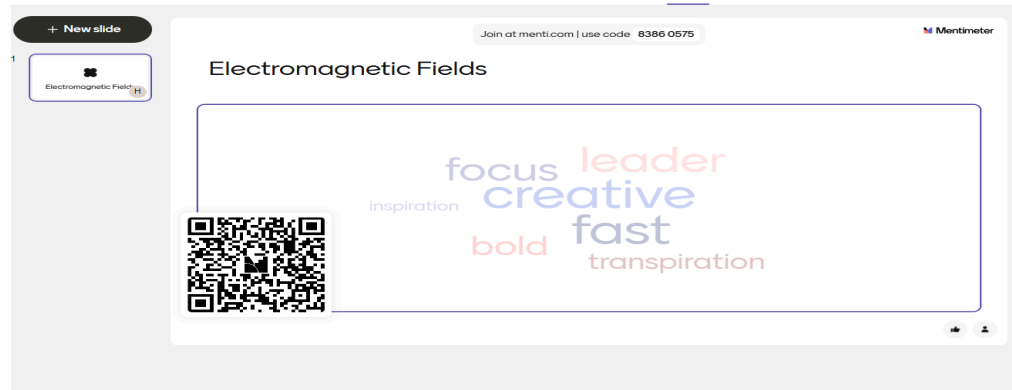 + New slide
Join at menti.com | use code 8386 0575
Mentimeter
1
Electromagnetic Fields
H
Electromagnetic Fields
leader
focus
creative
inspiration
fast
bold
transpiration